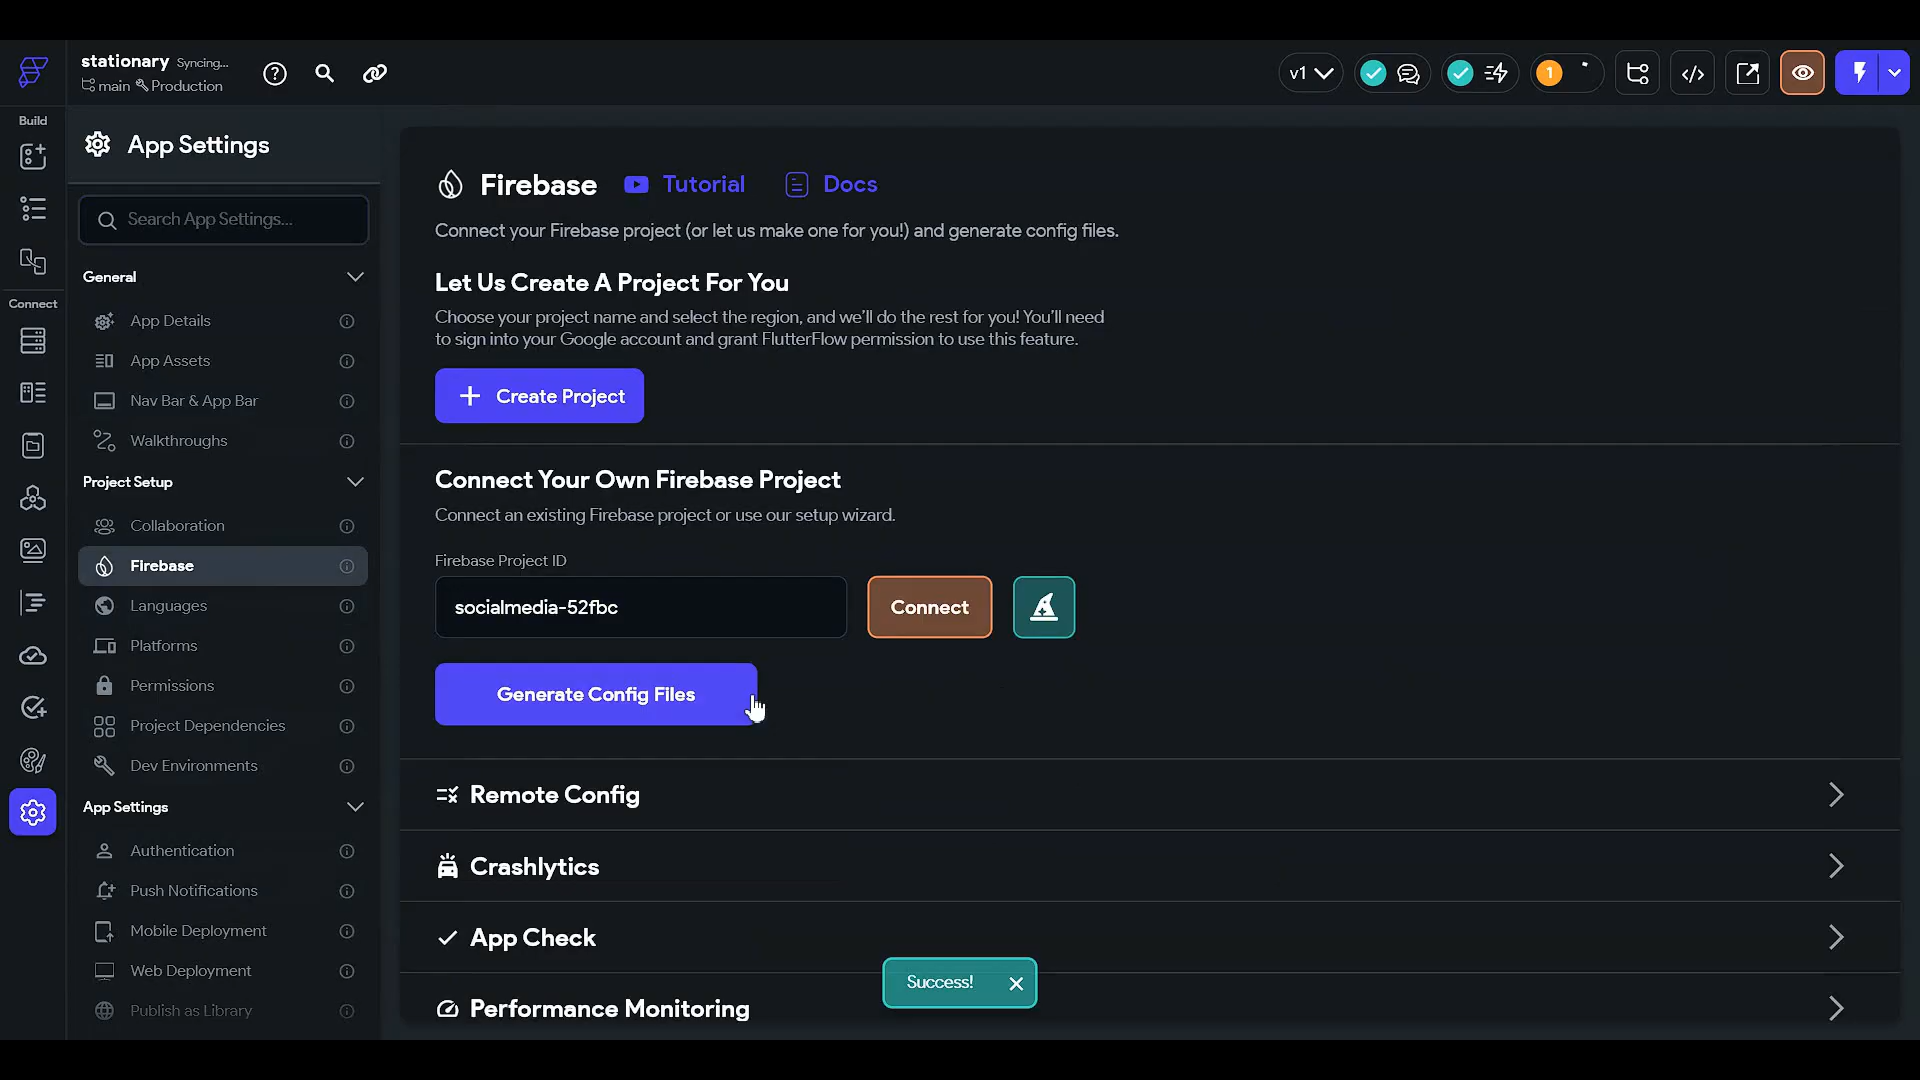 stationary Syncing...
main Production
v1
1
Build
Connect
App Settings
Search App Settings...
General
App Details
App Assets
Nav Bar & App Bar
Walkthroughs
Project Setup
Collaboration
Firebase
Languages
Platforms
Permissions
Project Dependencies
Dev Environments
App Settings
Authentication
Push Notifications
Mobile Deployment
Web Deployment
Publish as Library
Firebase Tutorial Docs
Connect your Firebase project (or let us make one for you!) and generate config files.
Let Us Create A Project For You
Choose your project name and select the region, and we'll do the rest for you! You'll need
to sign into your Google account and grant FlutterFlow permission to use this feature.
Create Project
Connect Your Own Firebase Project
Connect an existing Firebase project or use our setup wizard.
Firebase Project ID
socialmedia-52fbc
Connect
Generate Config Files
Remote Config
Crashlytics
App Check
Success!
Performance Monitoring